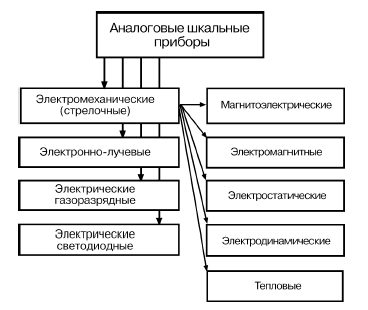 Аналоговые шкальные
приборы
Электромеханические
(стрелочные)
Электронно-лучевые
Электрические
газоразрядные
Электрические
светодиодные
Магнитоэлектрические
Электромагнитные
Электростатические
Электродинамические
Тепловые